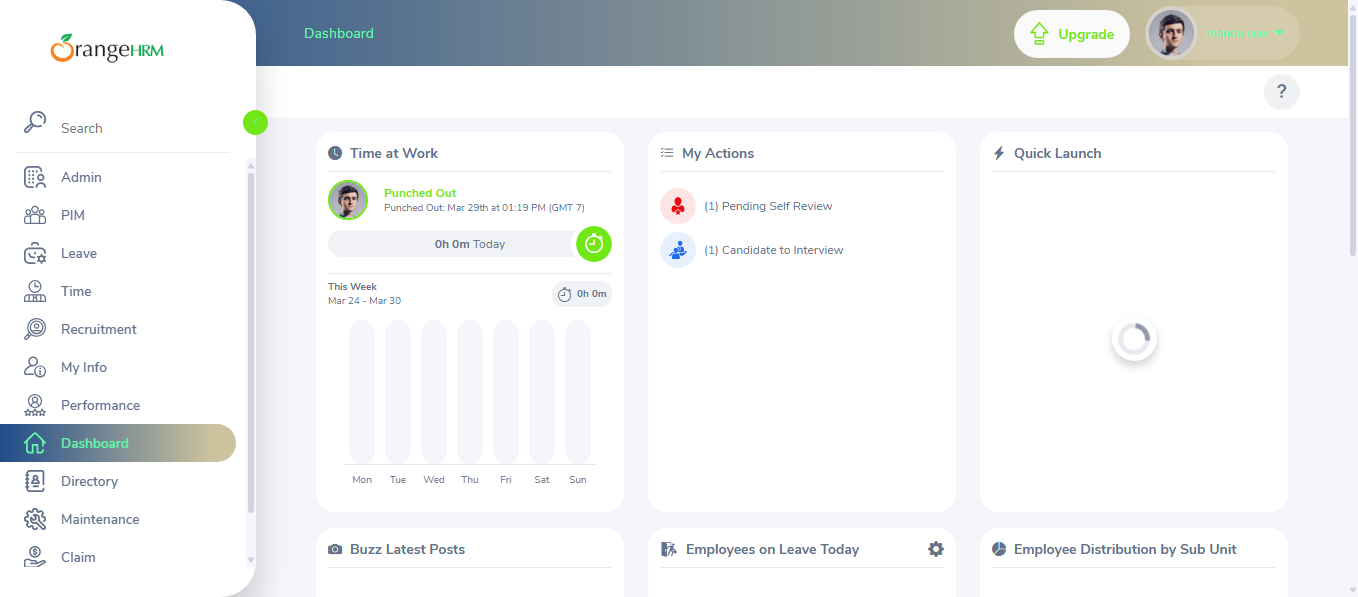 OrangeHRM
Dashboard
Upgrade
manda user
?
Search
Admin
PIM
Leave
Time
Recruitment
My Info
Performance
Dashboard
Directory
Maintenance
Claim
Time at Work
Punched Out
Punched Out: Mar 29th at 01:19 PM (GMT 7)
0h 0m Today
This Week
Mar 24 - Mar 30
0h 0m
Mon Tue Wed Thu Fri Sat Sun
My Actions
(1) Pending Self Review
(1) Candidate to Interview
Quick Launch
Buzz Latest Posts
Employees on Leave Today
Employee Distribution by Sub Unit